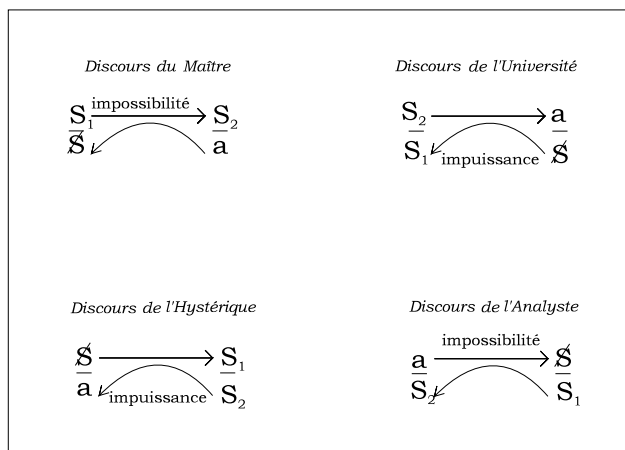 Discours du Maître
impossibilité
S₁ S₂
$ a
Discours de l'Université
S₂ a
S₁ impuissance $
Discours de l'Hystérique
$ S₁
a impuissance S₂
Discours de l'Analyste
impossibilité
a $
S₂ S₁